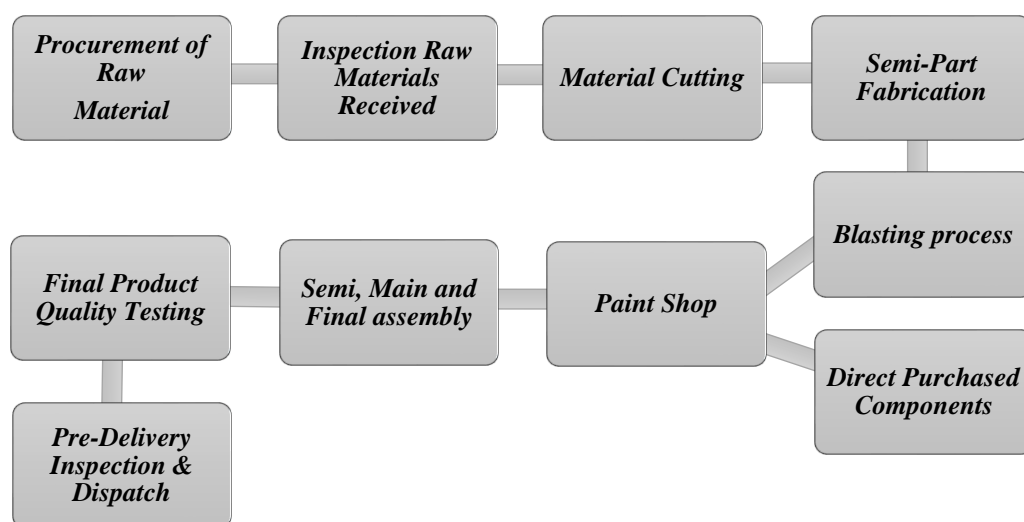 Procurement of
Raw
Material
Inspection Raw
Materials
Received
Material Cutting
Semi-Part
Fabrication
Blasting process
Final Product
Quality Testing
Semi, Main and
Final assembly
Paint Shop
Direct Purchased
Components
Pre-Delivery
Inspection &
Dispatch